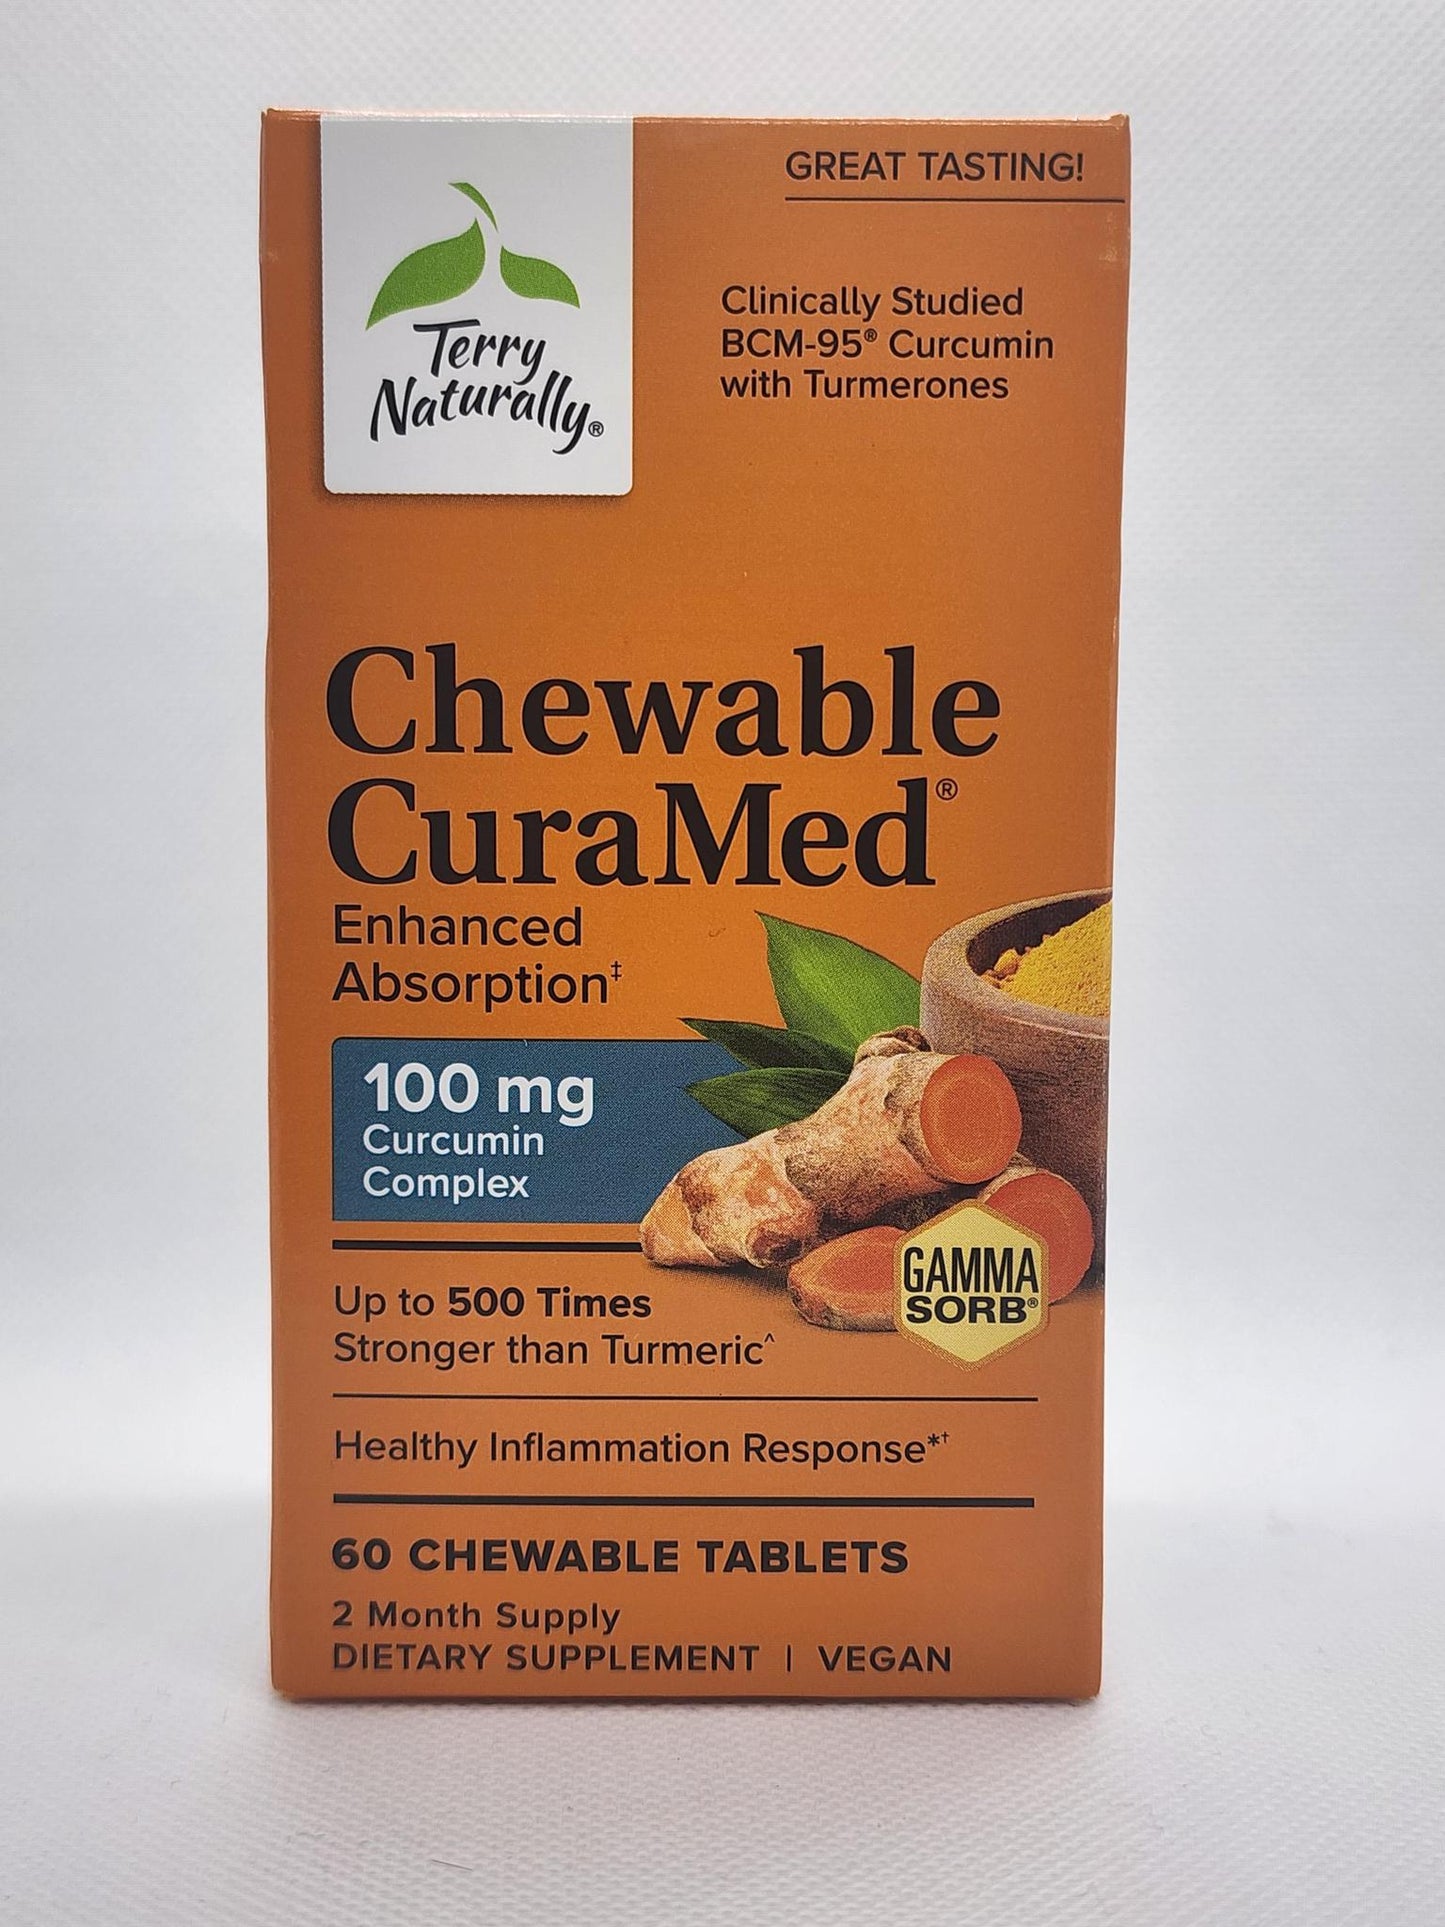 Terry
Naturally®
GREAT TASTING!
Clinically Studied
BCM-95® Curcumin
with Turmerones
Chewable
CuraMed®
Enhanced
Absorption‡
100 mg
Curcumin
Complex
GAMMA
SORB®
Up to 500 Times
Stronger than Turmeric^
Healthy Inflammation Response*†
60 CHEWABLE TABLETS
2 Month Supply
DIETARY SUPPLEMENT | VEGAN